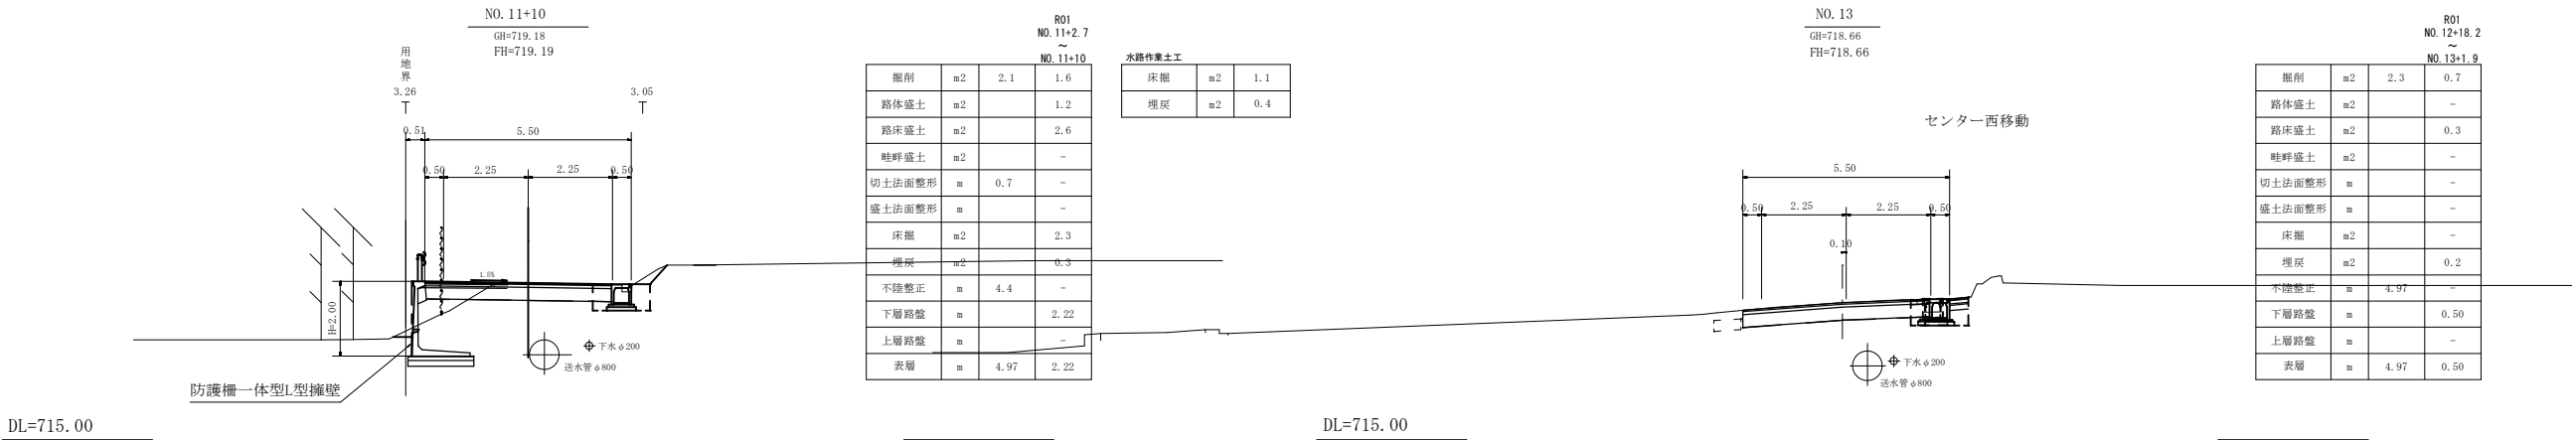 NO.11+10
GH=719.18
FH=719.19
用地界
3.26
3.05
0.51
5.50
0.50
2.25
2.25
0.50
1.5%
H=2.00
下水φ200
送水管φ800
防護柵一体型L型擁壁
DL=715.00
R01
NO.11+2.7
~
NO.11+10
掘削 m2 2.1 1.6
路体盛土 m2 1.2
路床盛土 m2 2.6
畦畔盛土 m2 -
切土法面整形 m 0.7 -
盛土法面整形 m -
床掘 m2 2.3
埋戻 m2 0.3
不陸整正 m 4.4 -
下層路盤 m 2.22
上層路盤 m -
表層 m 4.97 2.22
水路作業土工
床掘 m2 1.1
埋戻 m2 0.4
NO.13
GH=718.66
FH=718.66
センター西移動
5.50
0.50
2.25
2.25
0.50
0.10
下水φ200
送水管φ800
DL=715.00
R01
NO.12+18.2
~
NO.13+1.9
掘削 m2 2.3 0.7
路体盛土 m2 -
路床盛土 m2 0.3
畦畔盛土 m2 -
切土法面整形 m -
盛土法面整形 m -
床掘 m2 -
埋戻 m2 0.2
不陸整正 m 4.97 -
下層路盤 m 0.50
上層路盤 m -
表層 m 4.97 0.50